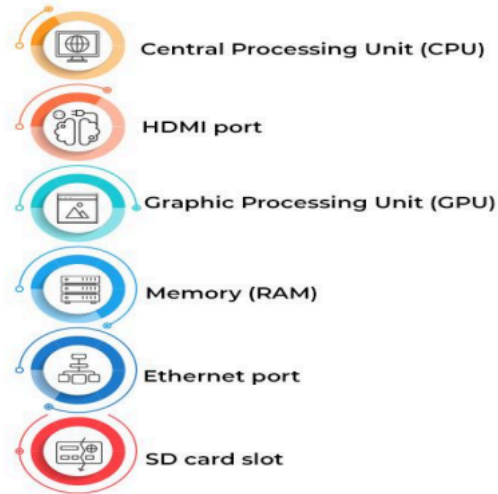 Central Processing Unit (CPU)
HDMI port
Graphic Processing Unit (GPU)
Memory (RAM)
Ethernet port
SD card slot